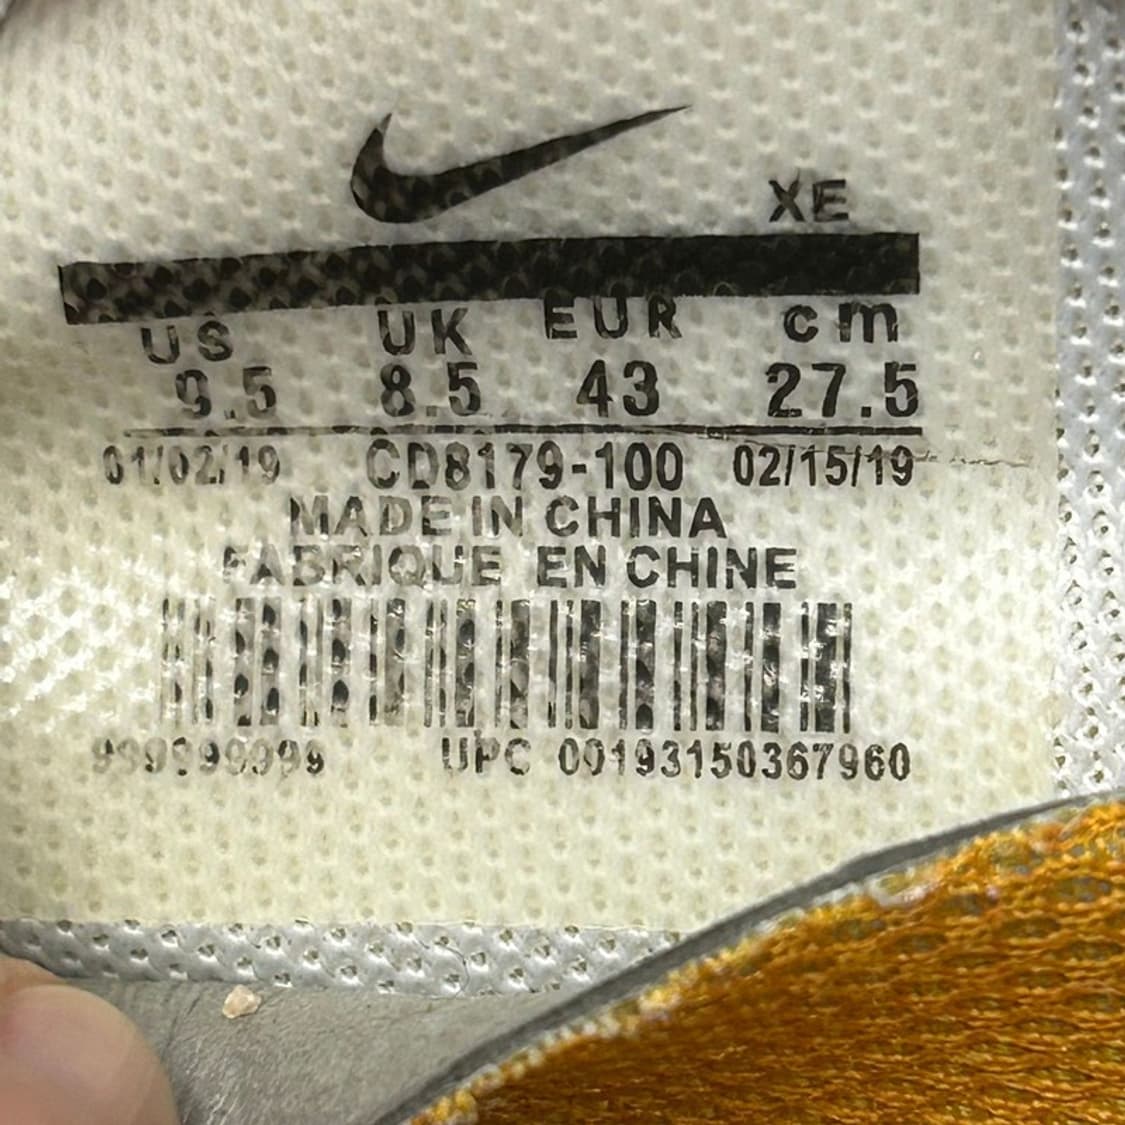 XE
US UK EUR cm
9.5 8.5 43 27.5
01/02/19 CD8179-100 02/15/19
MADE IN CHINA
FABRIQUE EN CHINE
999999999 UPC 00193150367960